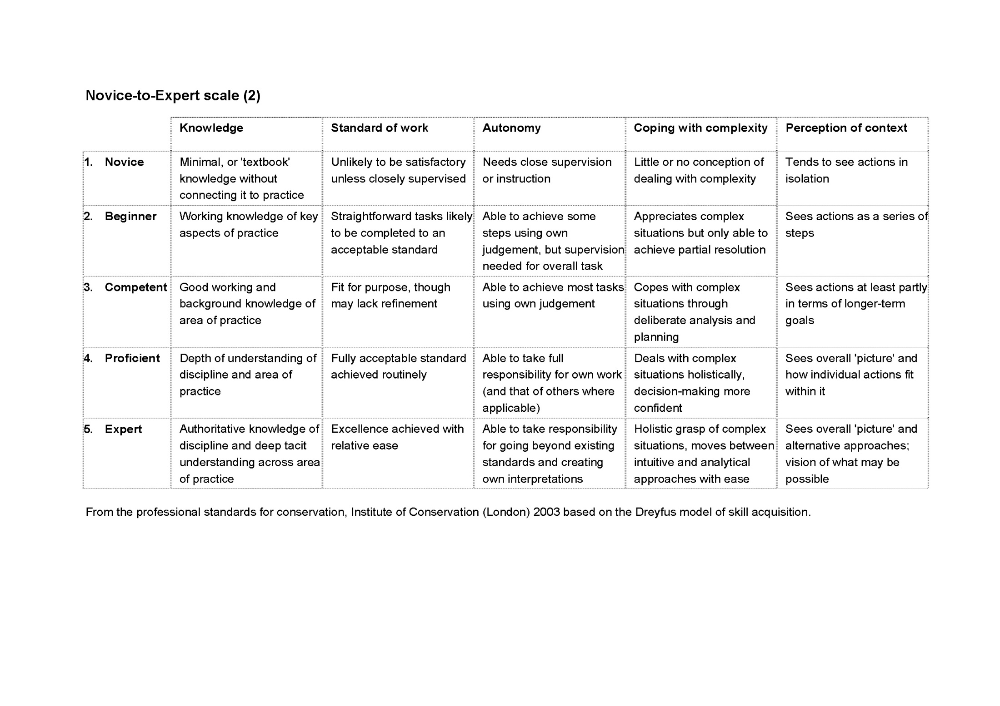 Novice-to-Expert scale (2)
Knowledge
Standard of work
Autonomy
Coping with complexity
Perception of context
1. Novice
Minimal, or 'textbook'
knowledge without
connecting it to practice
Unlikely to be satisfactory
unless closely supervised
Needs close supervision
or instruction
Little or no conception of
dealing with complexity
Tends to see actions in
isolation
2. Beginner
Working knowledge of key
aspects of practice
Straightforward tasks likely
to be completed to an
acceptable standard
Able to achieve some
steps using own
judgement, but supervision
needed for overall task
Appreciates complex
situations but only able to
achieve partial resolution
Sees actions as a series of
steps
3. Competent
Good working and
background knowledge of
area of practice
Fit for purpose, though
may lack refinement
Able to achieve most tasks
using own judgement
Copes with complex
situations through
deliberate analysis and
planning
Sees actions at least partly
in terms of longer-term
goals
4. Proficient
Depth of understanding of
discipline and area of
practice
Fully acceptable standard
achieved routinely
Able to take full
responsibility for own work
(and that of others where
applicable)
Deals with complex
situations holistically,
decision-making more
confident
Sees overall 'picture' and
how individual actions fit
within it
5. Expert
Authoritative knowledge of
discipline and deep tacit
understanding across area
of practice
Excellence achieved with
relative ease
Able to take responsibility
for going beyond existing
standards and creating
own interpretations
Holistic grasp of complex
situations, moves between
intuitive and analytical
approaches with ease
Sees overall 'picture' and
alternative approaches;
vision of what may be
possible
From the professional standards for conservation, Institute of Conservation (London) 2003 based on the Dreyfus model of skill acquisition.